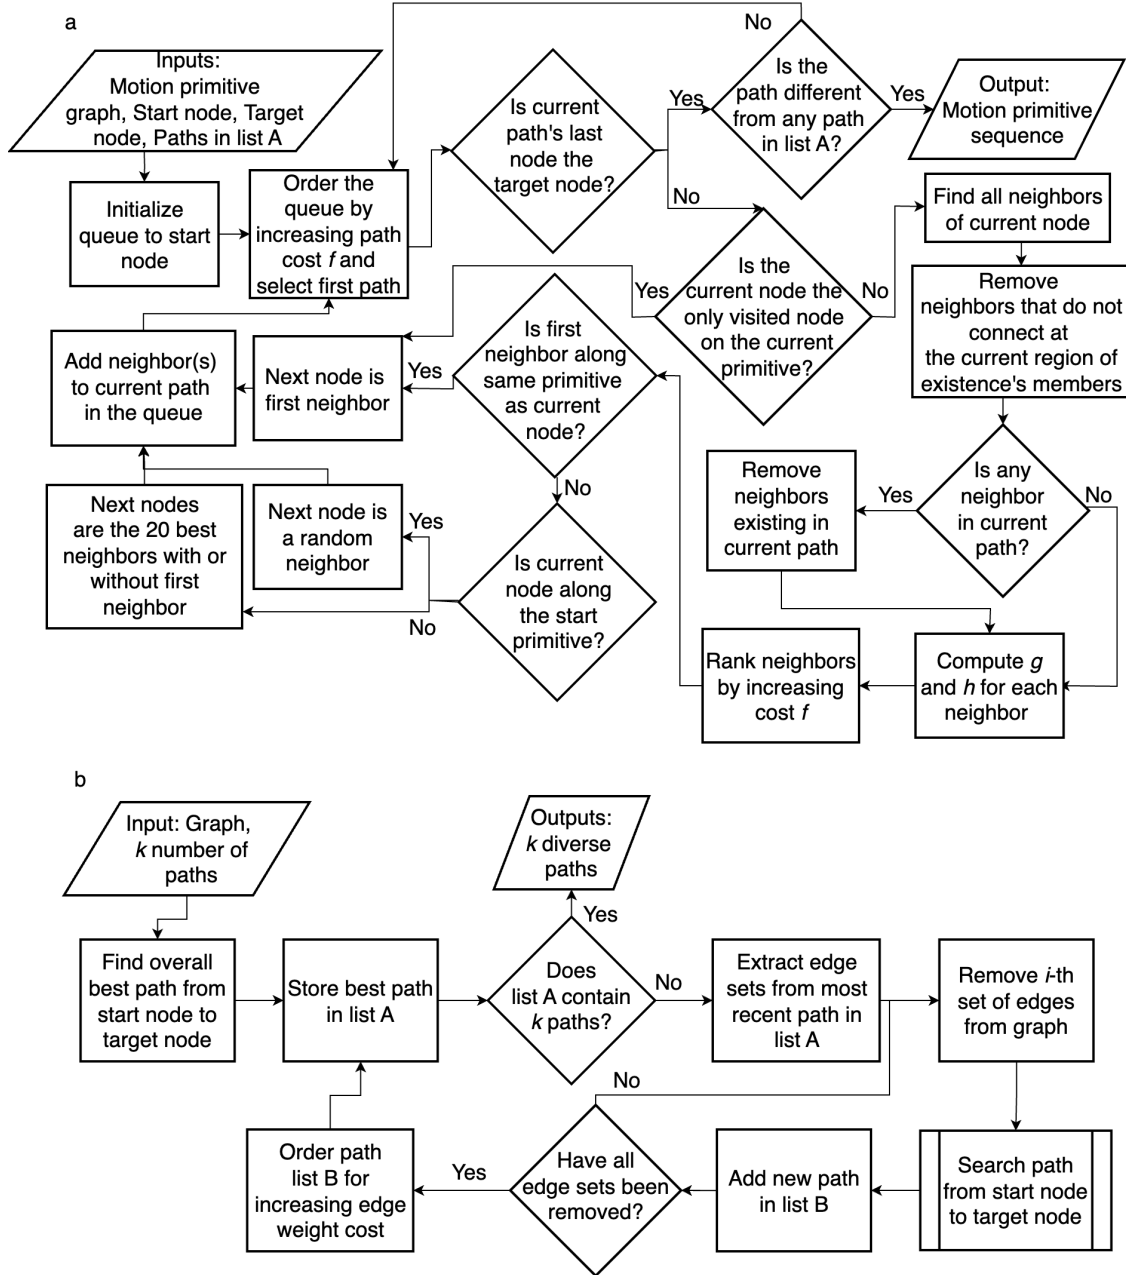 a
Inputs:
Motion primitive
graph, Start node, Target
node, Paths in list A
Initialize
queue to start
node
Order the
queue by
increasing path
cost f and
select first path
Is current
path's last
node the
target node?
Yes
No
Is the
path different
from any path
in list A?
No
Yes
Output:
Motion primitive
sequence
Is the
current node the
only visited node
on the current
primitive?
Yes
No
Find all neighbors
of current node
Remove
neighbors that do not
connect at
the current region of
existence's members
Is any
neighbor
in current
path?
Yes
No
Remove
neighbors
existing in
current path
Compute g
and h for each
neighbor
Rank neighbors
by increasing
cost f
Is first
neighbor along
same primitive
as current
node?
Yes
No
Next node is
first neighbor
Add neighbor(s)
to current path
in the queue
Is current
node along
the start
primitive?
Yes
No
Next node is
a random
neighbor
Next nodes
are the 20 best
neighbors with or
without first
neighbor
b
Input: Graph,
k number of
paths
Find overall
best path from
start node to
target node
Store best path
in list A
Does
list A contain
k paths?
Yes
No
Outputs:
k diverse
paths
Extract edge
sets from most
recent path in
list A
Remove i-th
set of edges
from graph
Search path
from start node
to target node
Add new path
in list B
Have all
edge sets been
removed?
No
Yes
Order path
list B for
increasing edge
weight cost